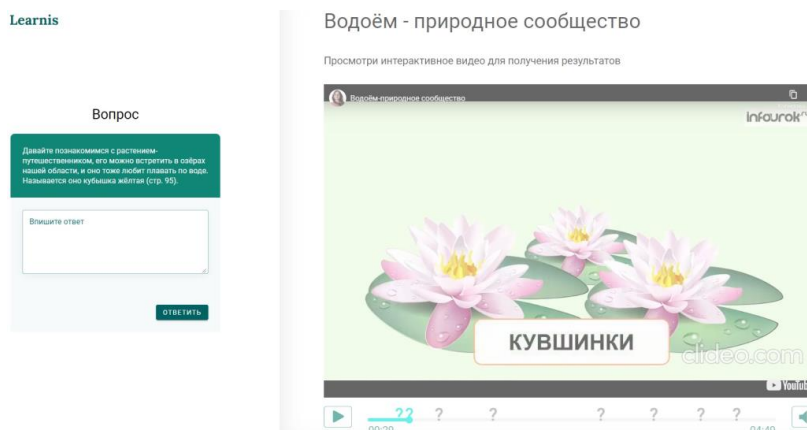 Learnis
Вопрос
Давайте познакомимся с растением-
путешественником, его можно встретить в озёрах
нашей области, и оно тоже любит плавать по воде.
Называется оно кубышка жёлтая (стр. 95).
Впишите ответ
ОТВЕТИТЬ
Водоём - природное сообщество
Просмотри интерактивное видео для получения результатов
Водоём-природное сообщество
infourok
КУВШИНКИ
clideo.com
YouTube
?? ? ? ? ? ? ?
00:20
04:40